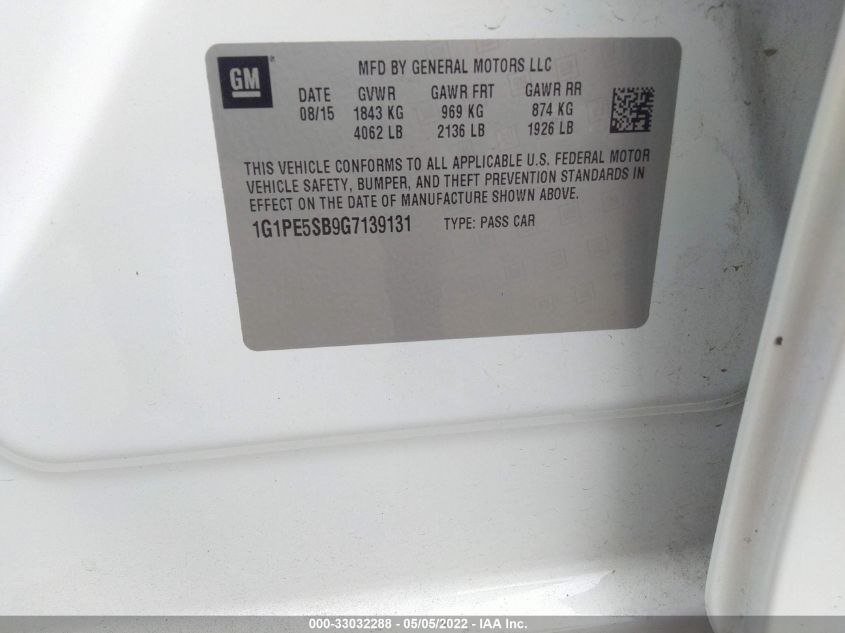 GM
MFD BY GENERAL MOTORS LLC
DATE GVWR GAWR FRT GAWR RR
08/15 1843 KG 969 KG 874 KG
4062 LB 2136 LB 1926 LB
THIS VEHICLE CONFORMS TO ALL APPLICABLE U.S. FEDERAL MOTOR
VEHICLE SAFETY, BUMPER, AND THEFT PREVENTION STANDARDS IN
EFFECT ON THE DATE OF MANUFACTURE SHOWN ABOVE.
1G1PE5SB9G7139131 TYPE: PASS CAR
000-33032288 - 05/05/2022 - IAA Inc.